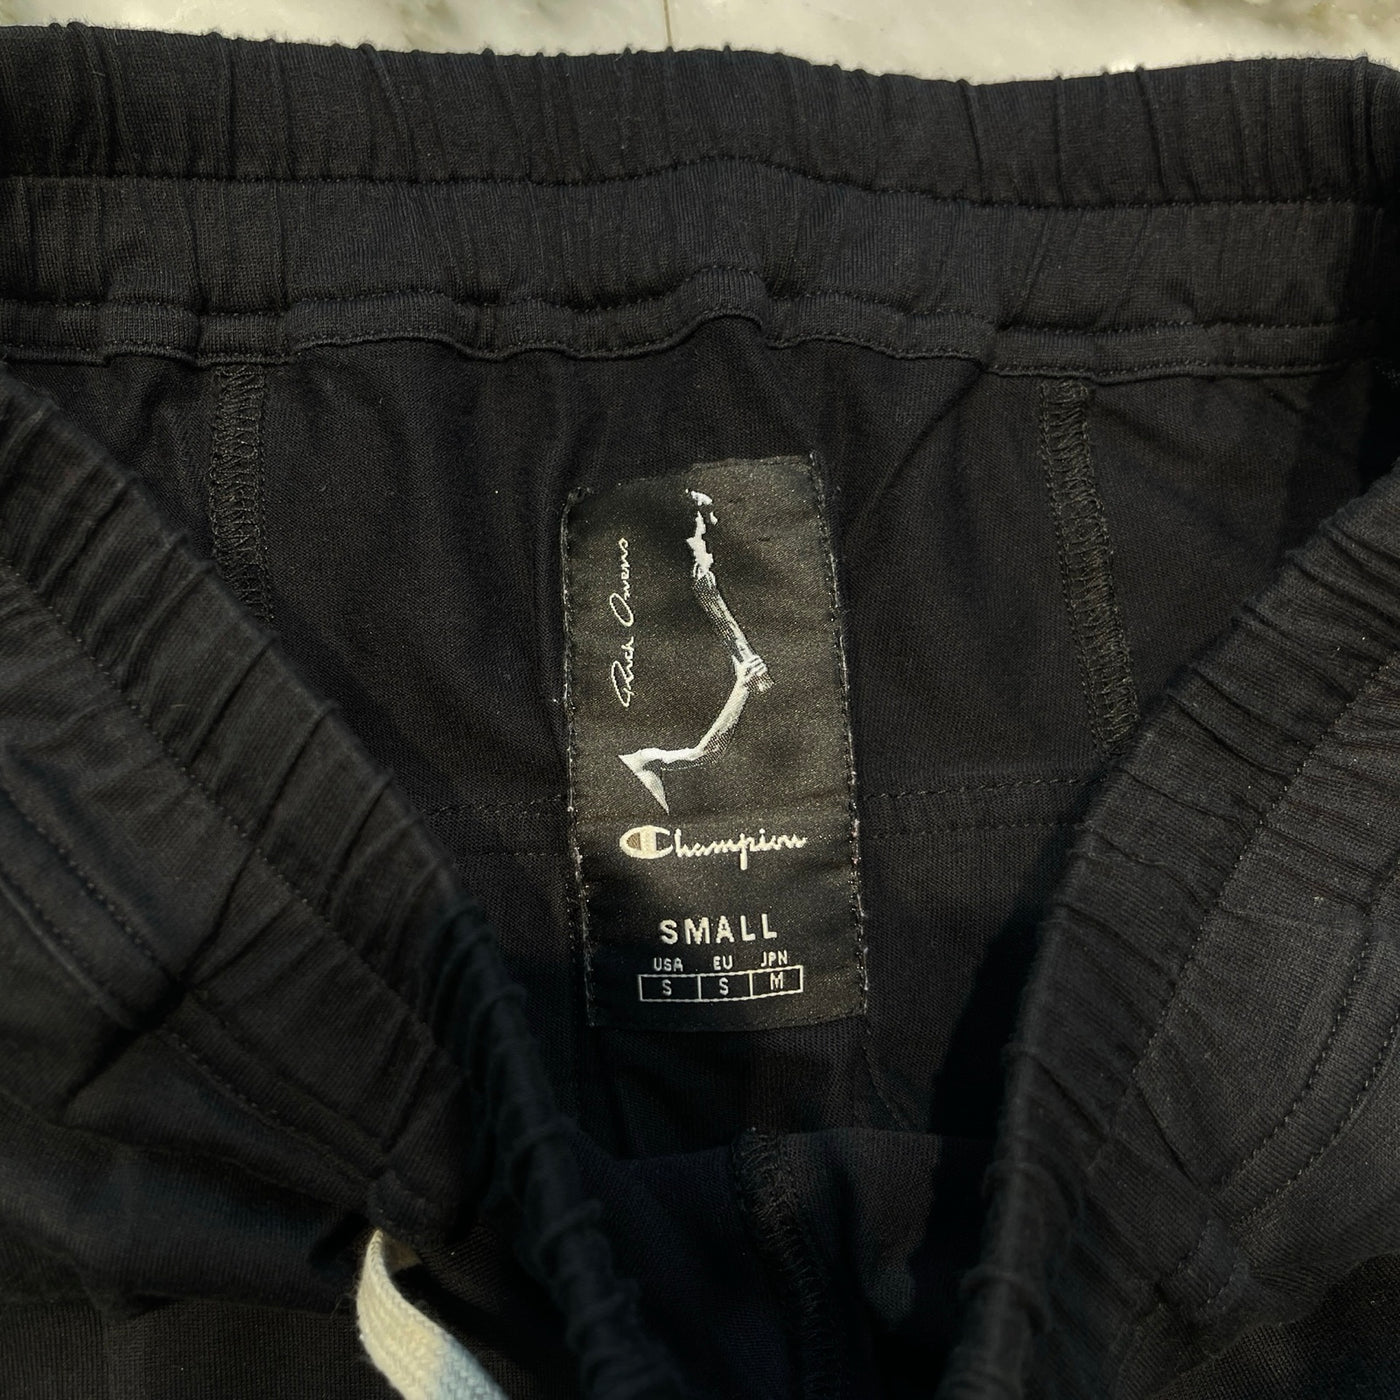 Rick Owens
Champion
SMALL
USA EU JPN
S S M